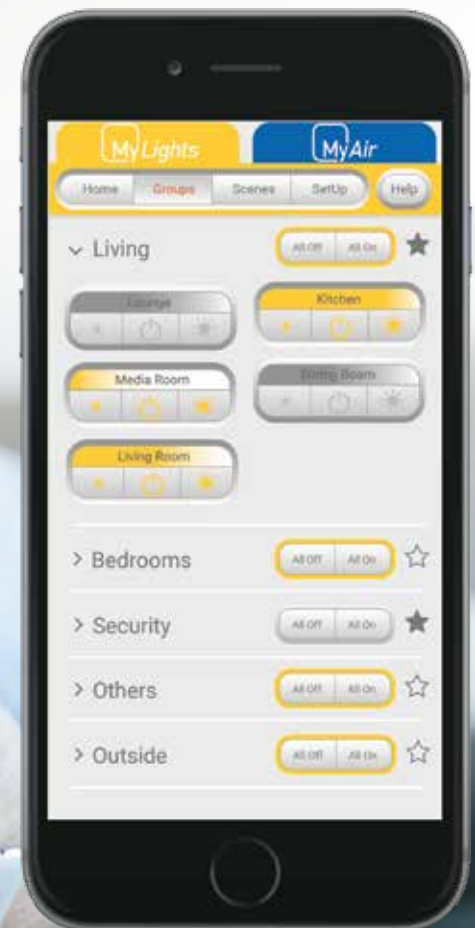 MyLights MyAir
Home Groups Scenes SetUp Help
Living All Off All On
Lounge Kitchen
Media Room Dining Room
Living Room
Bedrooms All Off All On
Security All Off All On
Others All Off All On
Outside All Off All On